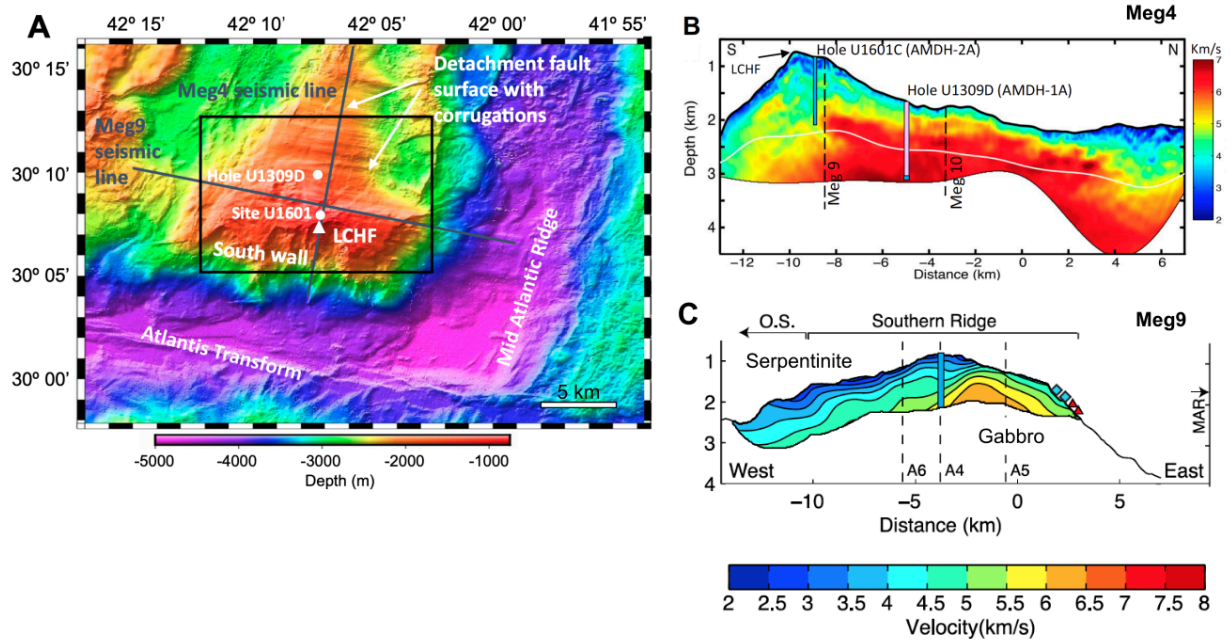 A
42º 15’ 42º 10’ 42º 05’ 42º 00’ 41º 55’
30º 15’
30º 10’
30º 05’
30º 00’
Meg4 seismic line
Detachment fault
surface with
corrugations
Meg9
seismic
line
Hole U1309D
Site U1601
LCHF
South wall
Mid Atlantic Ridge
Atlantis Transform
5 km
-5000 -4000 -3000 -2000 -1000
Depth (m)
B
Meg4
S
N
LCHF
Hole U1601C (AMDH-2A)
Hole U1309D (AMDH-1A)
Meg 9
Meg 10
Depth (km)
1
2
3
4
−12 −10 −8 −6 −4 −2 0 2 4 6
Distance (km)
Km/s
7
6
5
4
3
2
C
Meg9
O.S.
Southern Ridge
Serpentinite
Gabbro
MAR
1
2
3
4
West
East
A6
A4
A5
−10 −5 0 5
Distance (km)
2 2.5 3 3.5 4 4.5 5 5.5 6 6.5 7 7.5 8
Velocity(km/s)